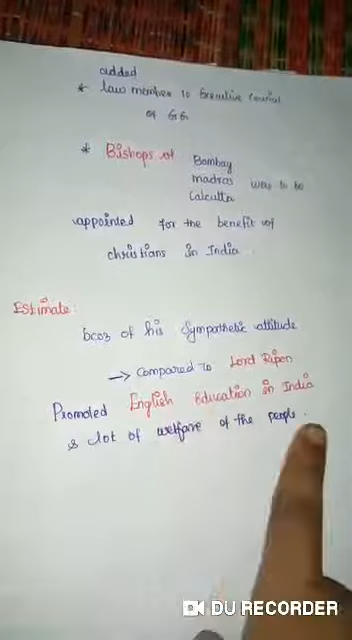 added
* law member to Executive Council
of GG
* Bishops of Bombay
madras was to be
Calcutta
appointed for the benefit of
christians in India.
Estimate:
bcoz of his Sympathetic attitude
→ compared to Lord Ripon
Promoted English Education in India
& lot of welfare of the people.
DU RECORDER